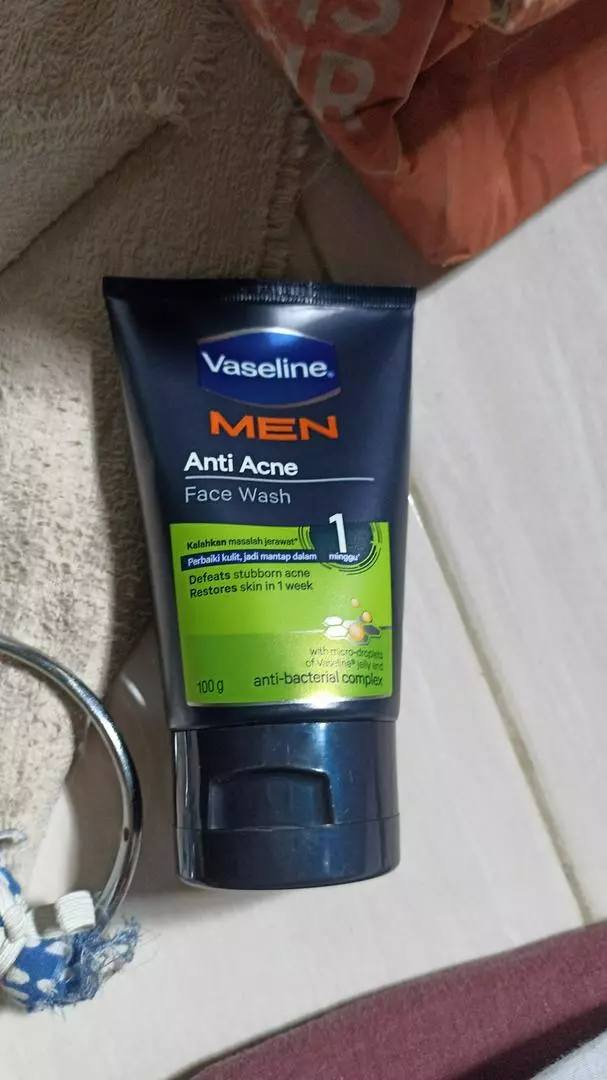 Vaseline®
MEN
Anti Acne
Face Wash
Kalahkan masalah jerawat*
Perbaiki kulit, jadi mantap dalam
1
minggu*
Defeats stubborn acne
Restores skin in 1 week
with micro-droplets
of Vaseline® jelly and
anti-bacterial complex
100 g